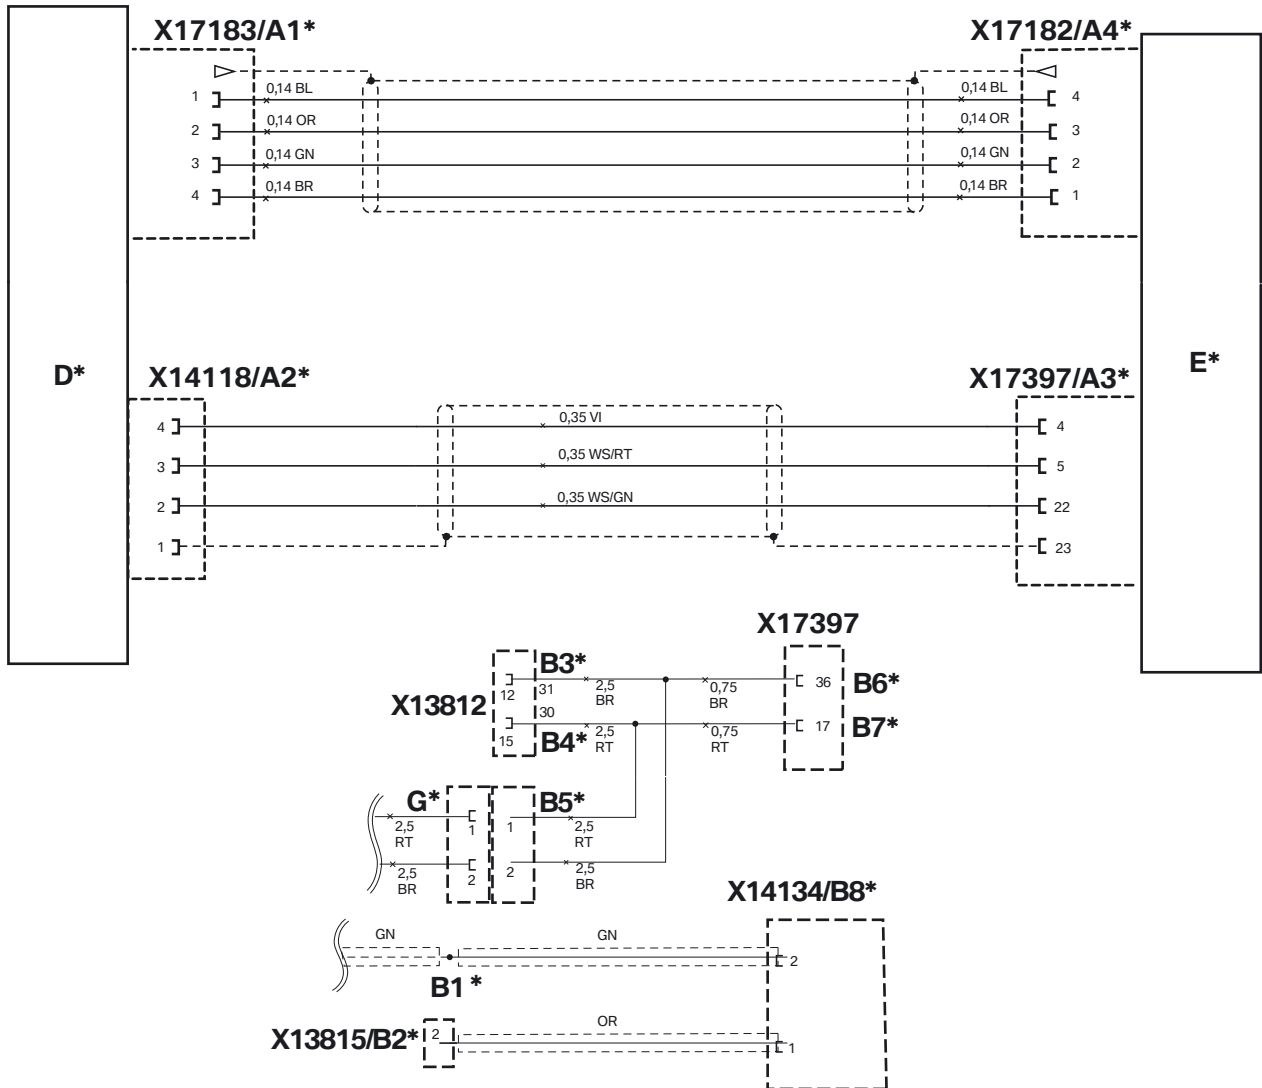 X17183/A1* X17182/A4*
1 0,14 BL 0,14 BL 4
2 0,14 OR 0,14 OR 3
3 0,14 GN 0,14 GN 2
4 0,14 BR 0,14 BR 1
D* E*
X14118/A2* X17397/A3*
4 0,35 VI 4
3 0,35 WS/RT 5
2 0,35 WS/GN 22
1 23
X17397
B3*
12 31 2,5 0,75 36 B6*
BR BR
X13812
30
15 B4* 2,5 0,75 17 B7*
RT RT
G* B5*
2,5 1 1 2,5
RT RT
2,5 2 2 2,5
BR BR
X14134/B8*
GN GN
2
B1*
OR
X13815/B2* 2 1